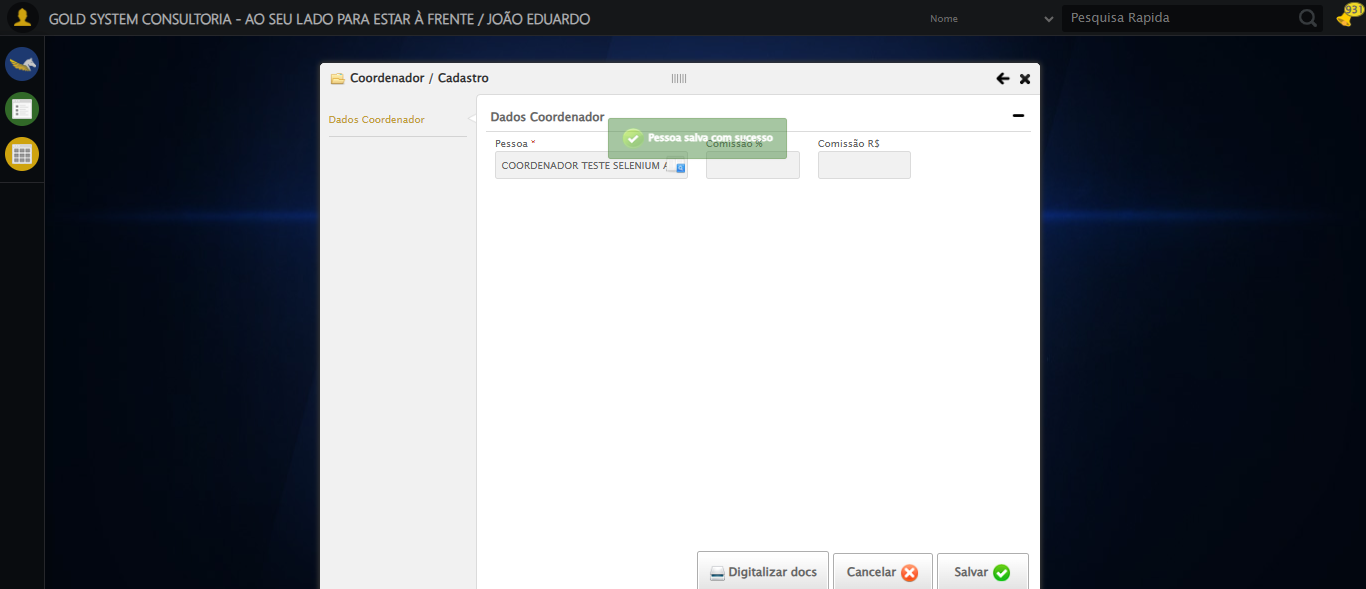 GOLD SYSTEM CONSULTORIA - AO SEU LADO PARA ESTAR À FRENTE / JOÃO EDUARDO
Nome
Pesquisa Rapida
931
Coordenador / Cadastro
Dados Coordenador
Dados Coordenador
Pessoa salva com sucesso
Pessoa *
Comissão %
Comissão R$
COORDENADOR TESTE SELENIUM A
Digitalizar docs
Cancelar
Salvar